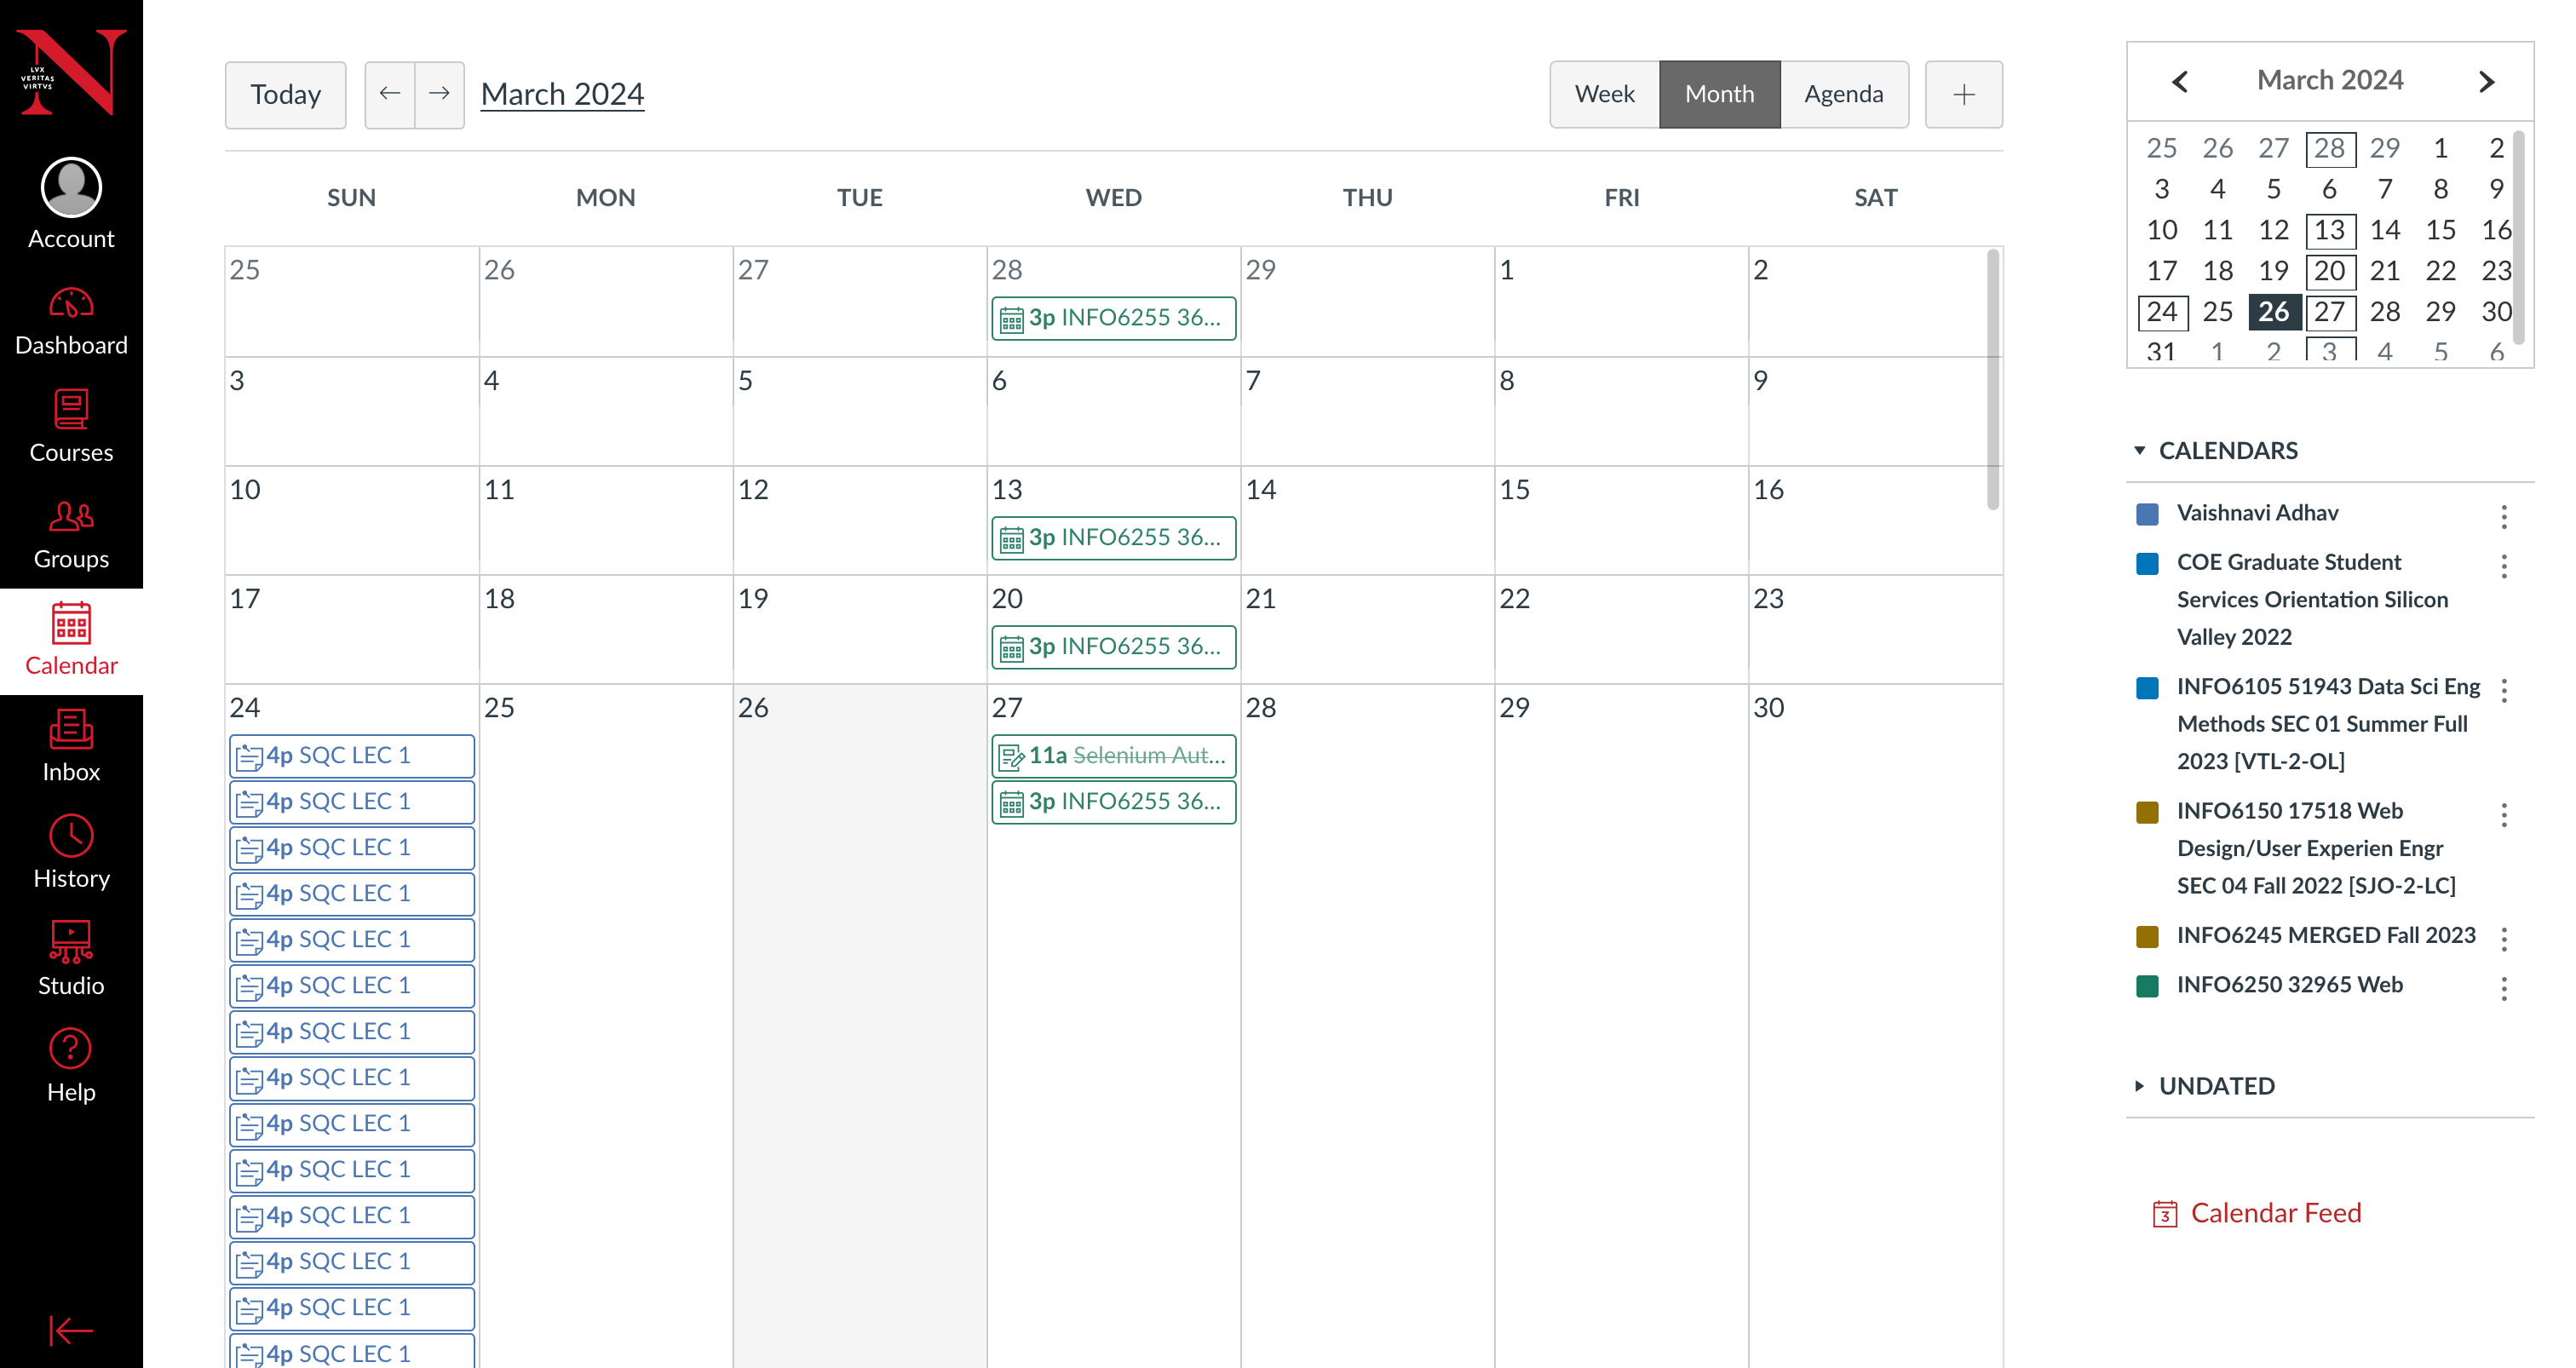 LVX
VERITAS
VIRTVS
Account
Dashboard
Courses
Groups
Calendar
Inbox
History
Studio
Help
Today ← → March 2024
Week Month Agenda +
SUN MON TUE WED THU FRI SAT
25 26 27 28 29 1 2
3p INFO6255 36...
3 4 5 6 7 8 9
10 11 12 13 14 15 16
3p INFO6255 36...
17 18 19 20 21 22 23
3p INFO6255 36...
24 25 26 27 28 29 30
4p SQC LEC 1
4p SQC LEC 1
4p SQC LEC 1
4p SQC LEC 1
4p SQC LEC 1
4p SQC LEC 1
4p SQC LEC 1
4p SQC LEC 1
4p SQC LEC 1
4p SQC LEC 1
4p SQC LEC 1
4p SQC LEC 1
4p SQC LEC 1
4p SQC LEC 1
11a Selenium Aut...
3p INFO6255 36...
March 2024
25 26 27 28 29 1 2
3 4 5 6 7 8 9
10 11 12 13 14 15 16
17 18 19 20 21 22 23
24 25 26 27 28 29 30
31 1 2 3 4 5 6
CALENDARS
Vaishnavi Adhav
COE Graduate Student
Services Orientation Silicon
Valley 2022
INFO6105 51943 Data Sci Eng
Methods SEC 01 Summer Full
2023 [VTL-2-OL]
INFO6150 17518 Web
Design/User Experien Engr
SEC 04 Fall 2022 [SJO-2-LC]
INFO6245 MERGED Fall 2023
INFO6250 32965 Web
UNDATED
3 Calendar Feed